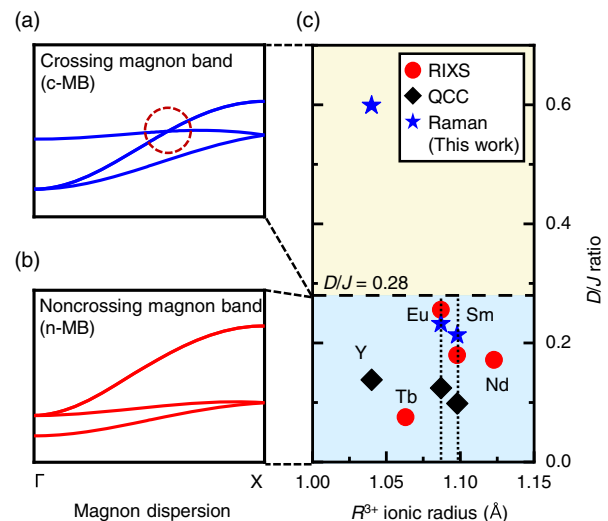 (a)
Crossing magnon band
(c-MB)
(b)
Noncrossing magnon band
(n-MB)
Γ
X
Magnon dispersion
(c)
RIXS
QCC
Raman
(This work)
D/J = 0.28
Eu
Sm
Y
Tb
Nd
0.6
0.4
0.2
0.0
D/J ratio
1.00
1.05
1.10
1.15
R³⁺ ionic radius (Å)